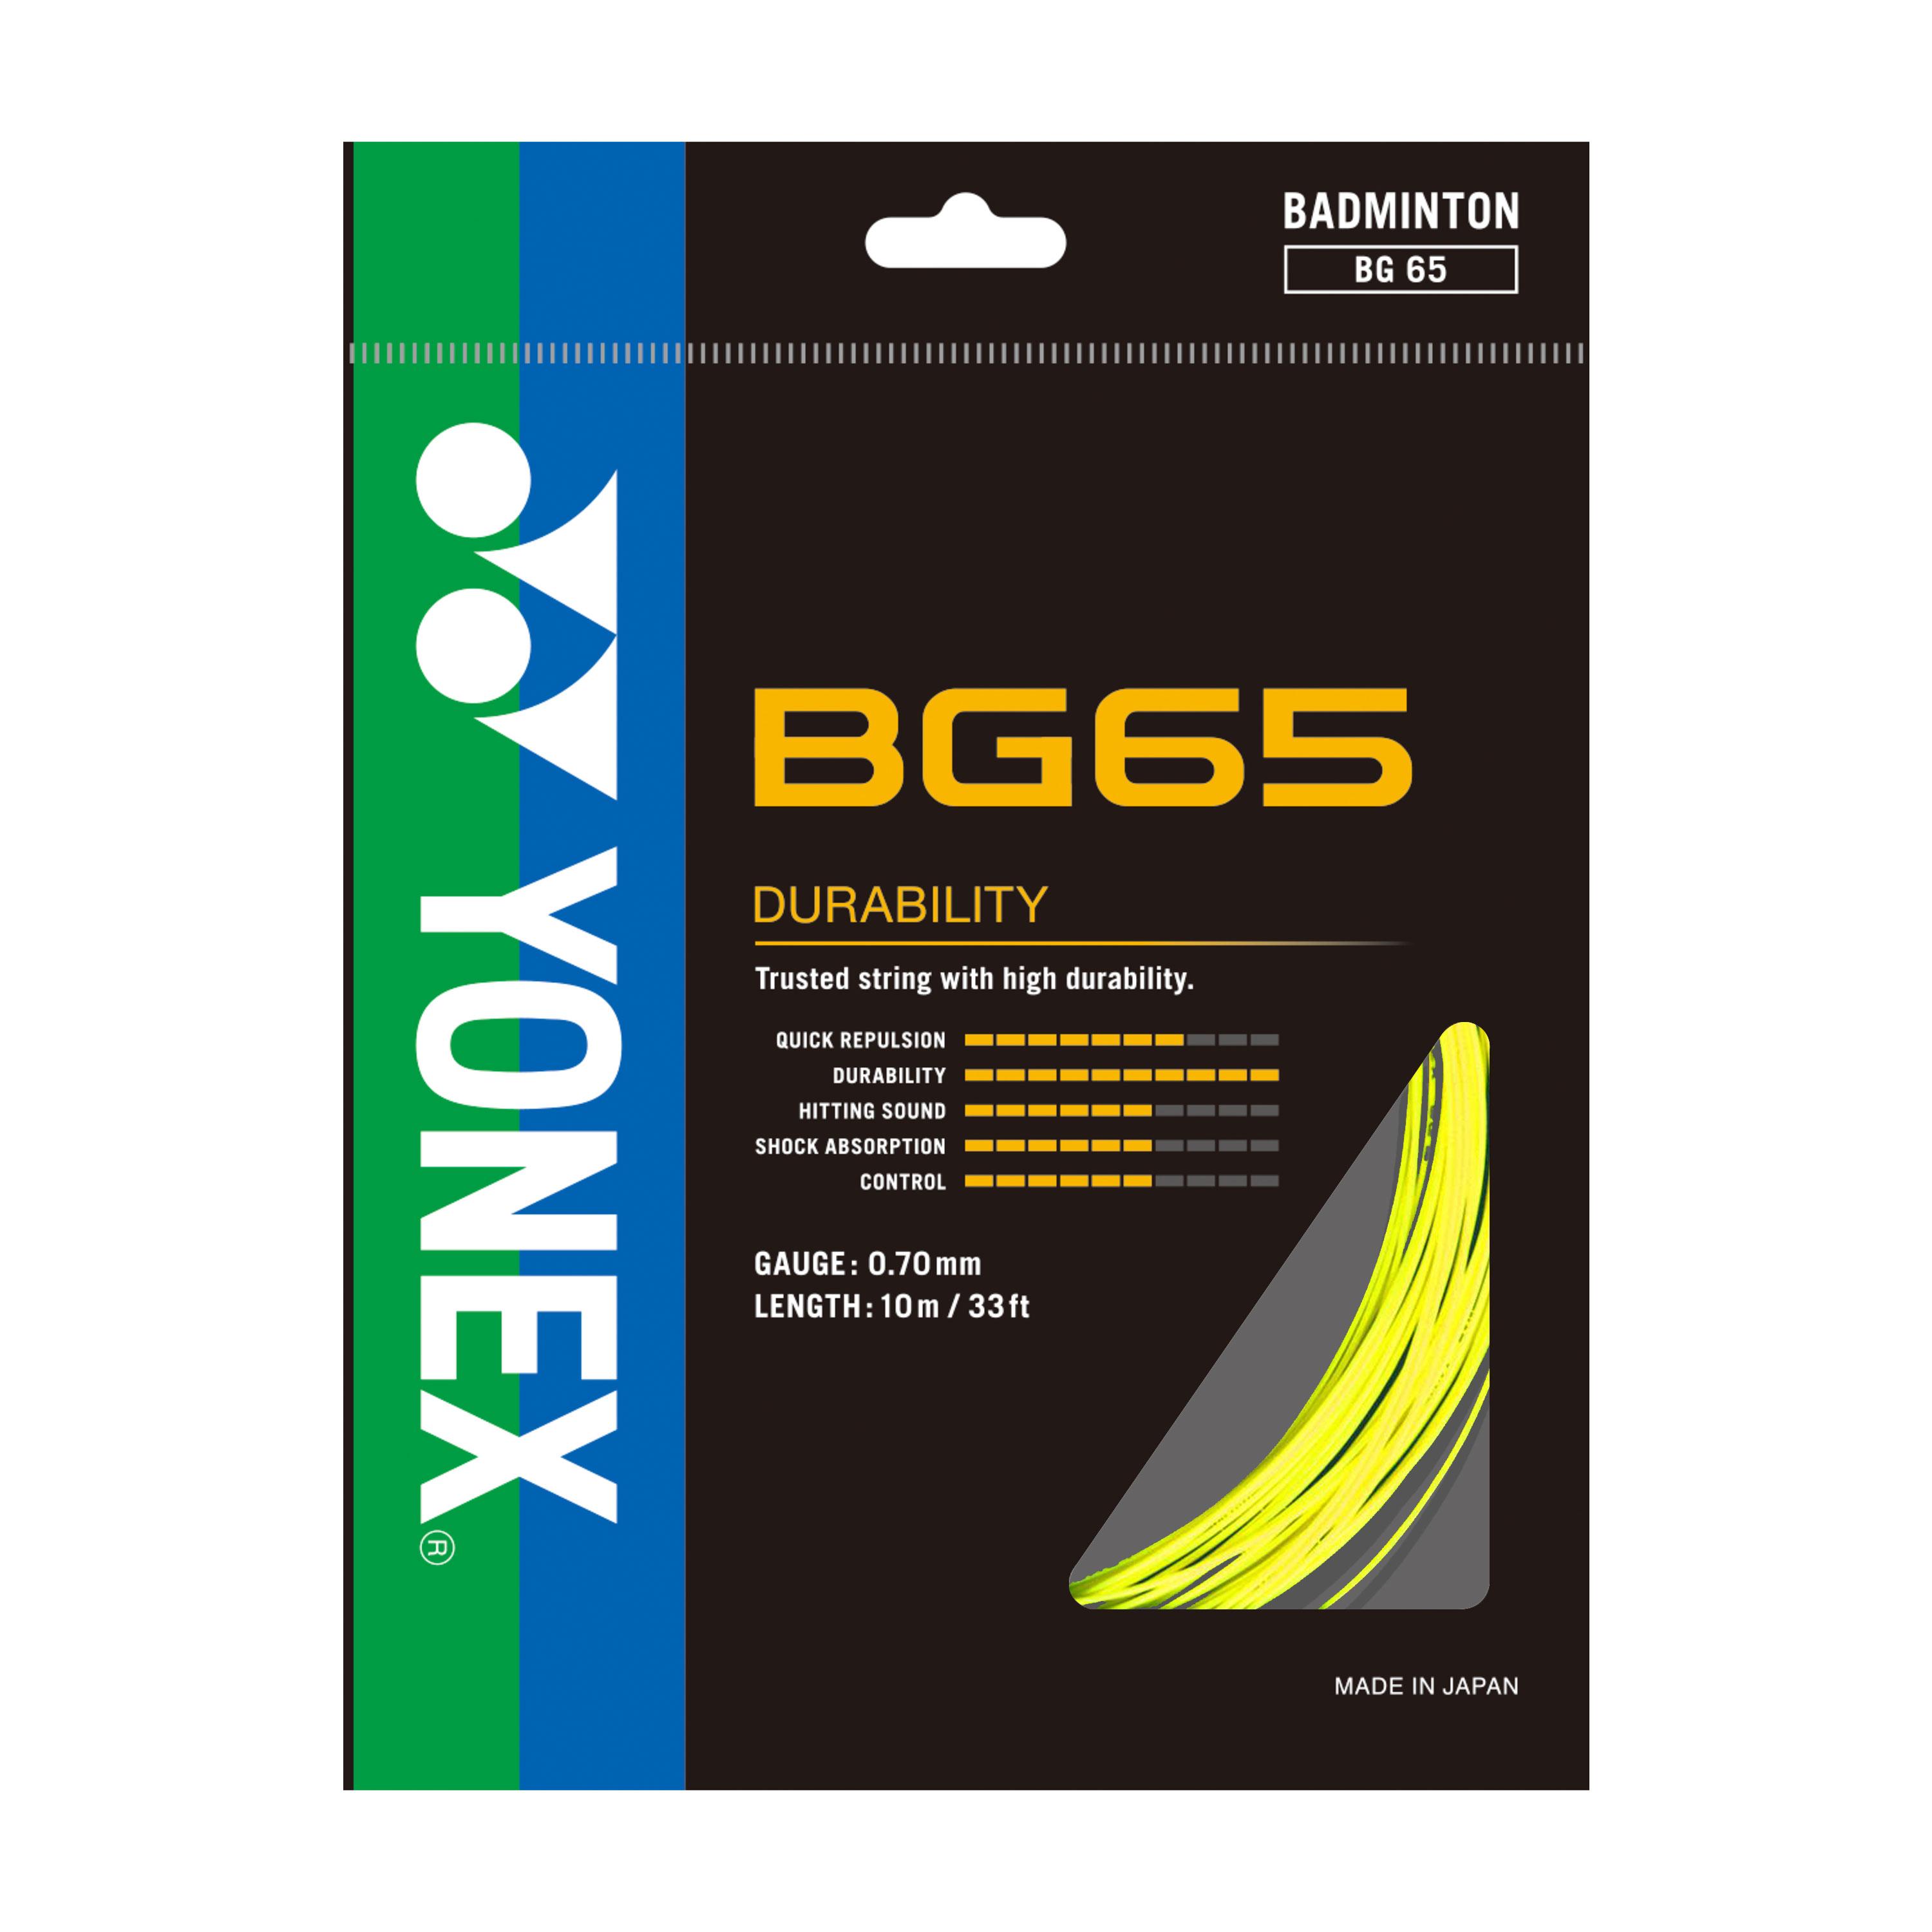 BADMINTON
BG 65
YONEX®
BG65
DURABILITY
Trusted string with high durability.
QUICK REPULSION
DURABILITY
HITTING SOUND
SHOCK ABSORPTION
CONTROL
GAUGE: 0.70mm
LENGTH: 10m / 33ft
MADE IN JAPAN